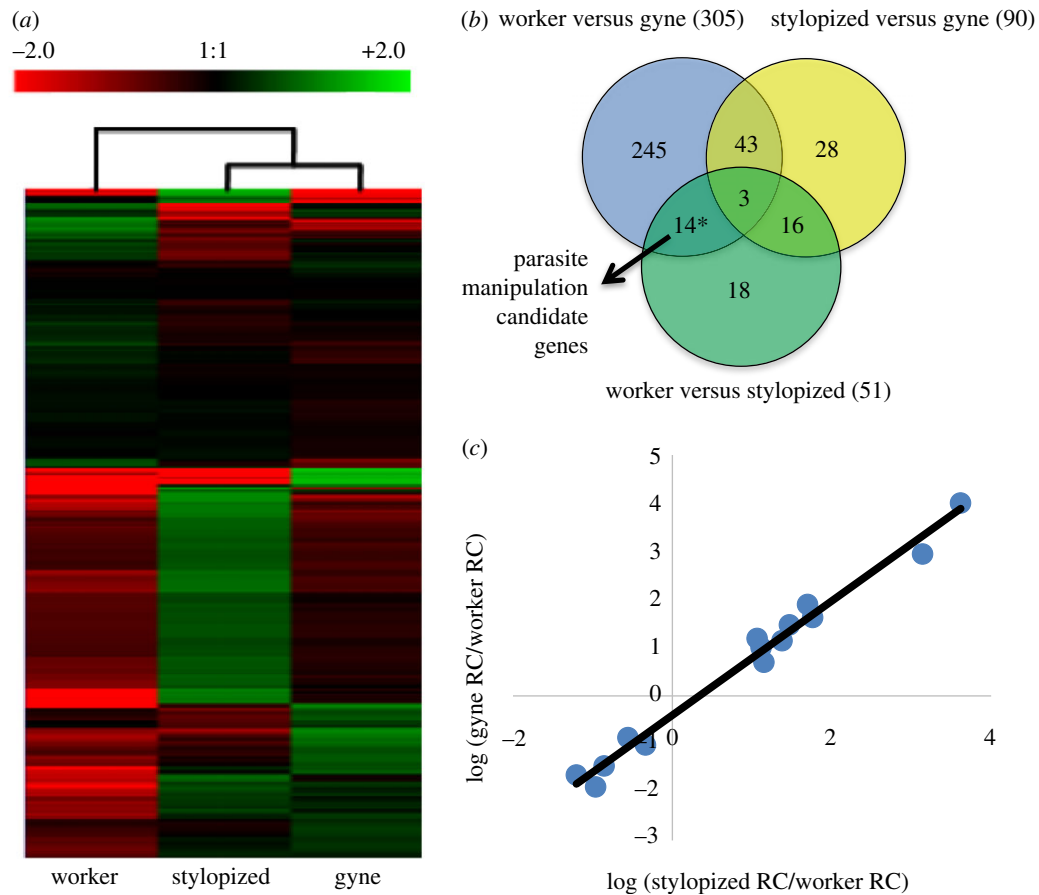 (a)
–2.0 1:1 +2.0
worker stylopized gyne
(b)
worker versus gyne (305) stylopized versus gyne (90)
245 43 28
3
14* 16
18
parasite
manipulation
candidate
genes
worker versus stylopized (51)
(c)
5
4
3
2
1
0
–2 0 2 4
–1
–2
–3
log (gyne RC/worker RC)
log (stylopized RC/worker RC)